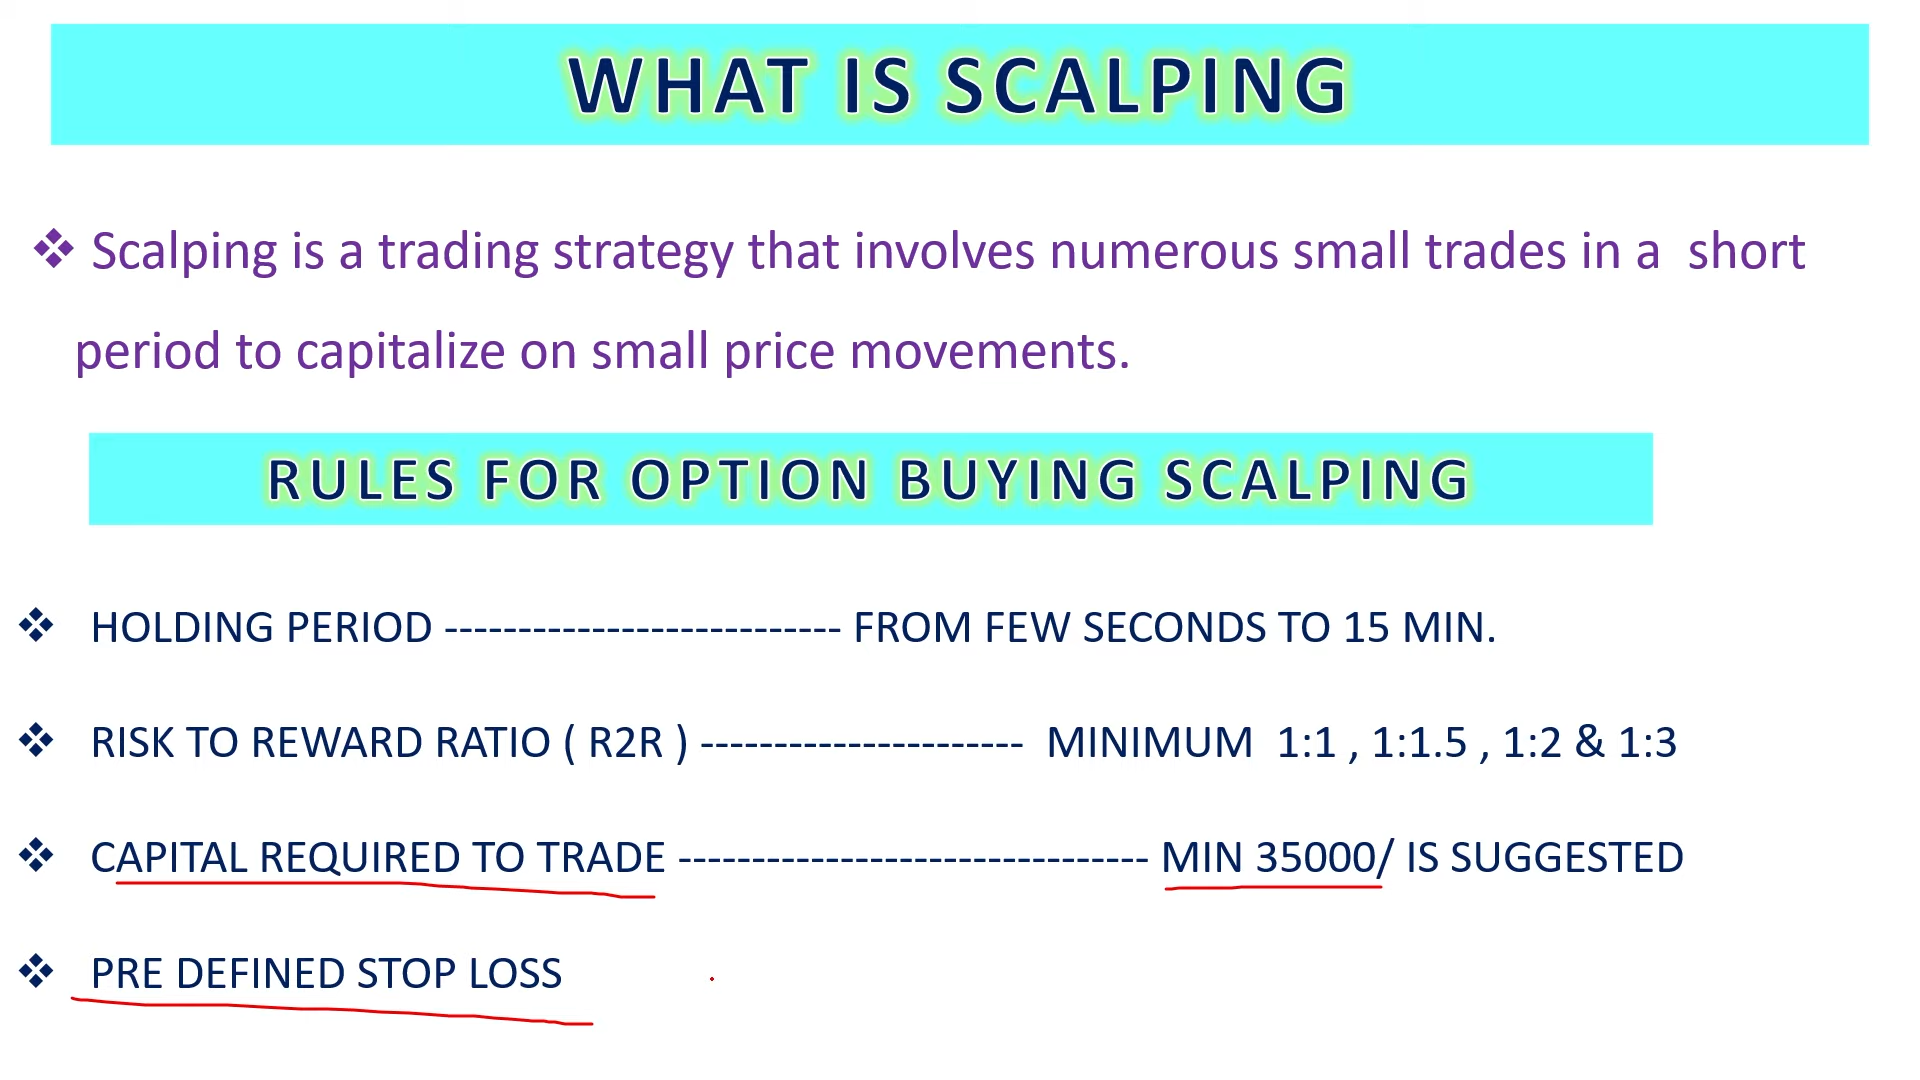 WHAT IS SCALPING
❖ Scalping is a trading strategy that involves numerous small trades in a  short
period to capitalize on small price movements.
RULES FOR OPTION BUYING SCALPING
❖ HOLDING PERIOD --------------------------- FROM FEW SECONDS TO 15 MIN.
❖ RISK TO REWARD RATIO ( R2R ) ---------------------- MINIMUM  1:1 , 1:1.5 , 1:2 & 1:3
❖ CAPITAL REQUIRED TO TRADE -------------------------------- MIN 35000/ IS SUGGESTED
❖ PRE DEFINED STOP LOSS